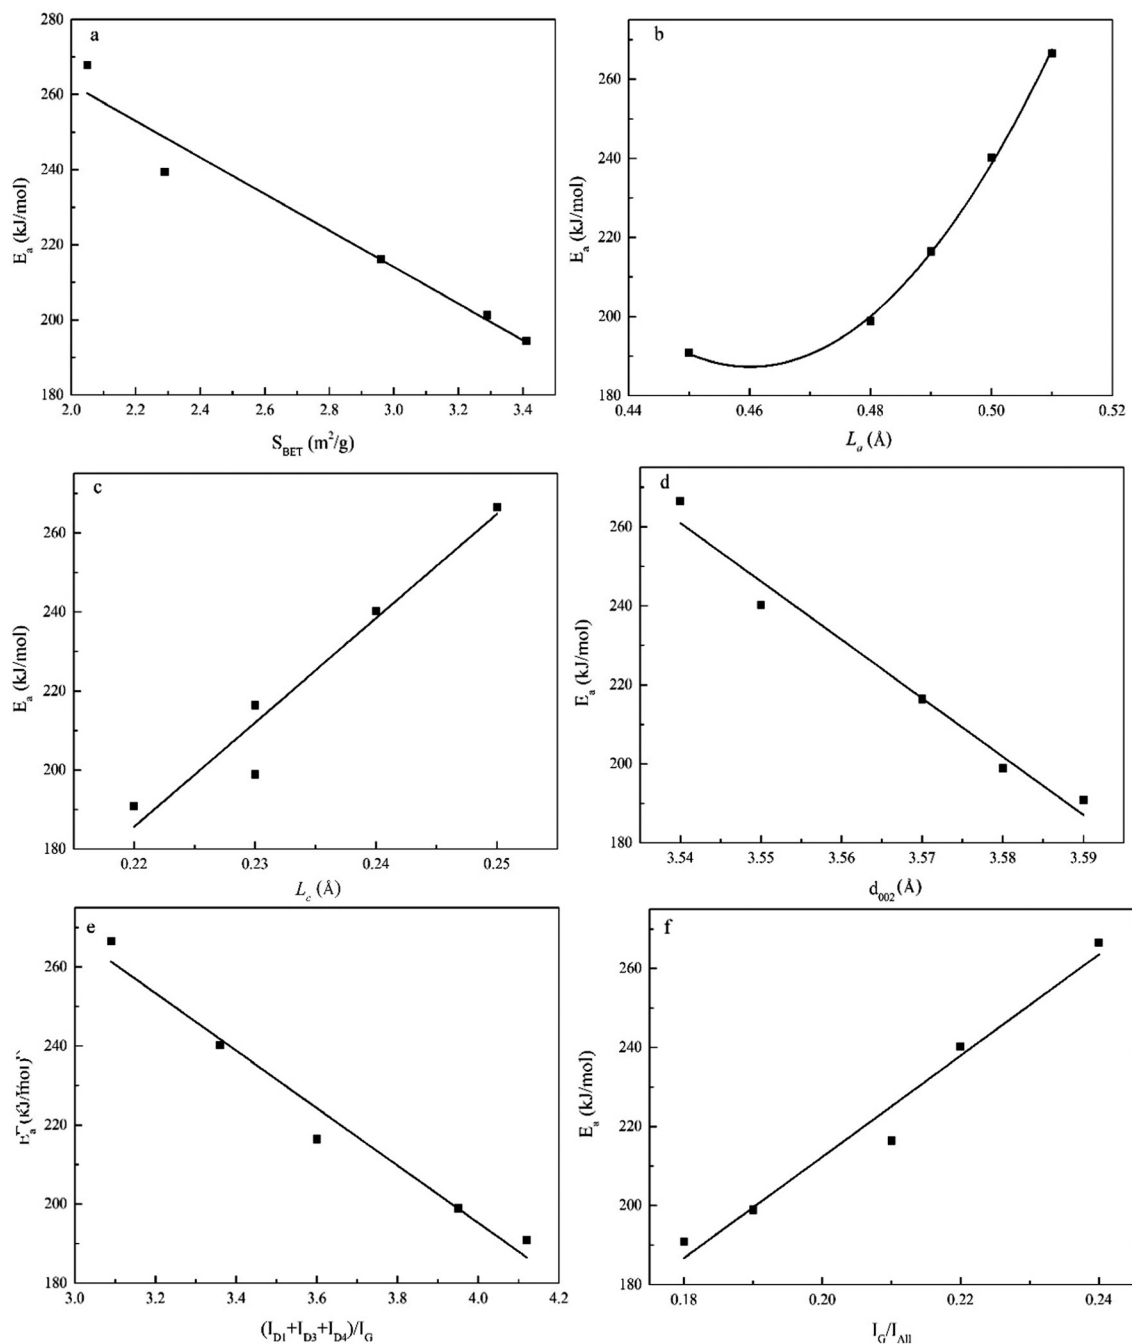 a
280
260
240
220
200
180
E_a (kJ/mol)
2.0 2.2 2.4 2.6 2.8 3.0 3.2 3.4
S_BET (m²/g)
b
260
240
220
200
180
E_a (kJ/mol)
0.44 0.46 0.48 0.50 0.52
L_a (Å)
c
260
240
220
200
180
E_a (kJ/mol)
0.22 0.23 0.24 0.25
L_c (Å)
d
260
240
220
200
180
E_a (kJ/mol)
3.54 3.55 3.56 3.57 3.58 3.59
d_002 (Å)
e
260
240
220
200
180
E_a (kJ/mol)
3.0 3.2 3.4 3.6 3.8 4.0 4.2
(I_D1+I_D3+I_D4)/I_G
f
260
240
220
200
180
E_a (kJ/mol)
0.18 0.20 0.22 0.24
I_G/I_All